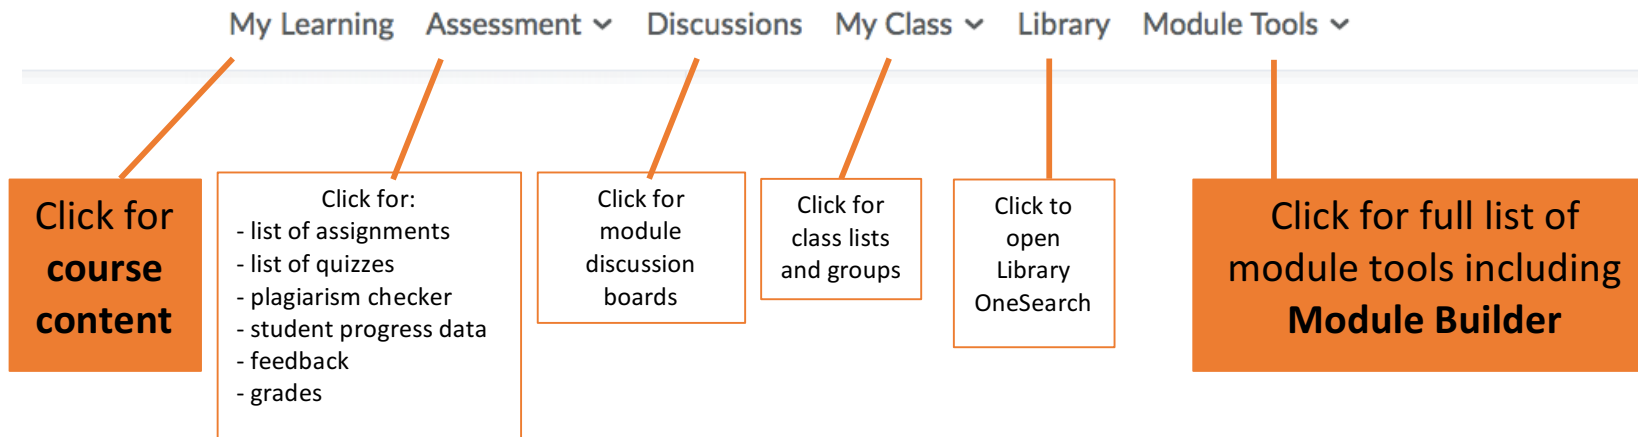 My Learning Assessment Discussions My Class Library Module Tools
Click for
course
content
Click for:
- list of assignments
- list of quizzes
- plagiarism checker
- student progress data
- feedback
- grades
Click for
module
discussion
boards
Click for
class lists
and groups
Click to
open
Library
OneSearch
Click for full list of
module tools including
Module Builder